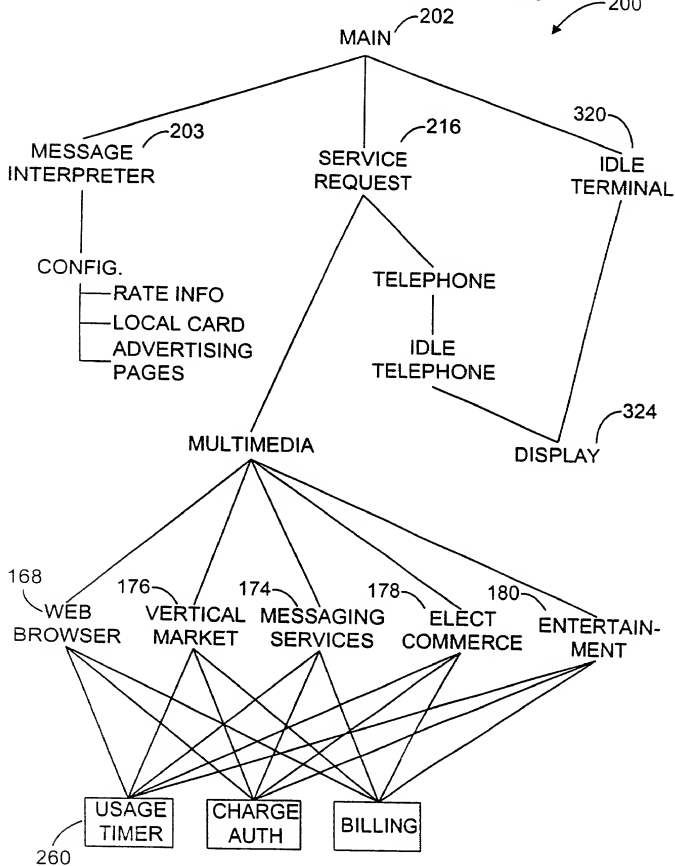 200
MAIN 202
MESSAGE
INTERPRETER
203
SERVICE
REQUEST
216
320
IDLE
TERMINAL
CONFIG.
RATE INFO
LOCAL CARD
ADVERTISING
PAGES
TELEPHONE
IDLE
TELEPHONE
DISPLAY
324
MULTIMEDIA
168
WEB
BROWSER
176
VERTICAL
MARKET
174
MESSAGING
SERVICES
178
ELECT
COMMERCE
180
ENTERTAIN-
MENT
USAGE
TIMER
CHARGE
AUTH
BILLING
260